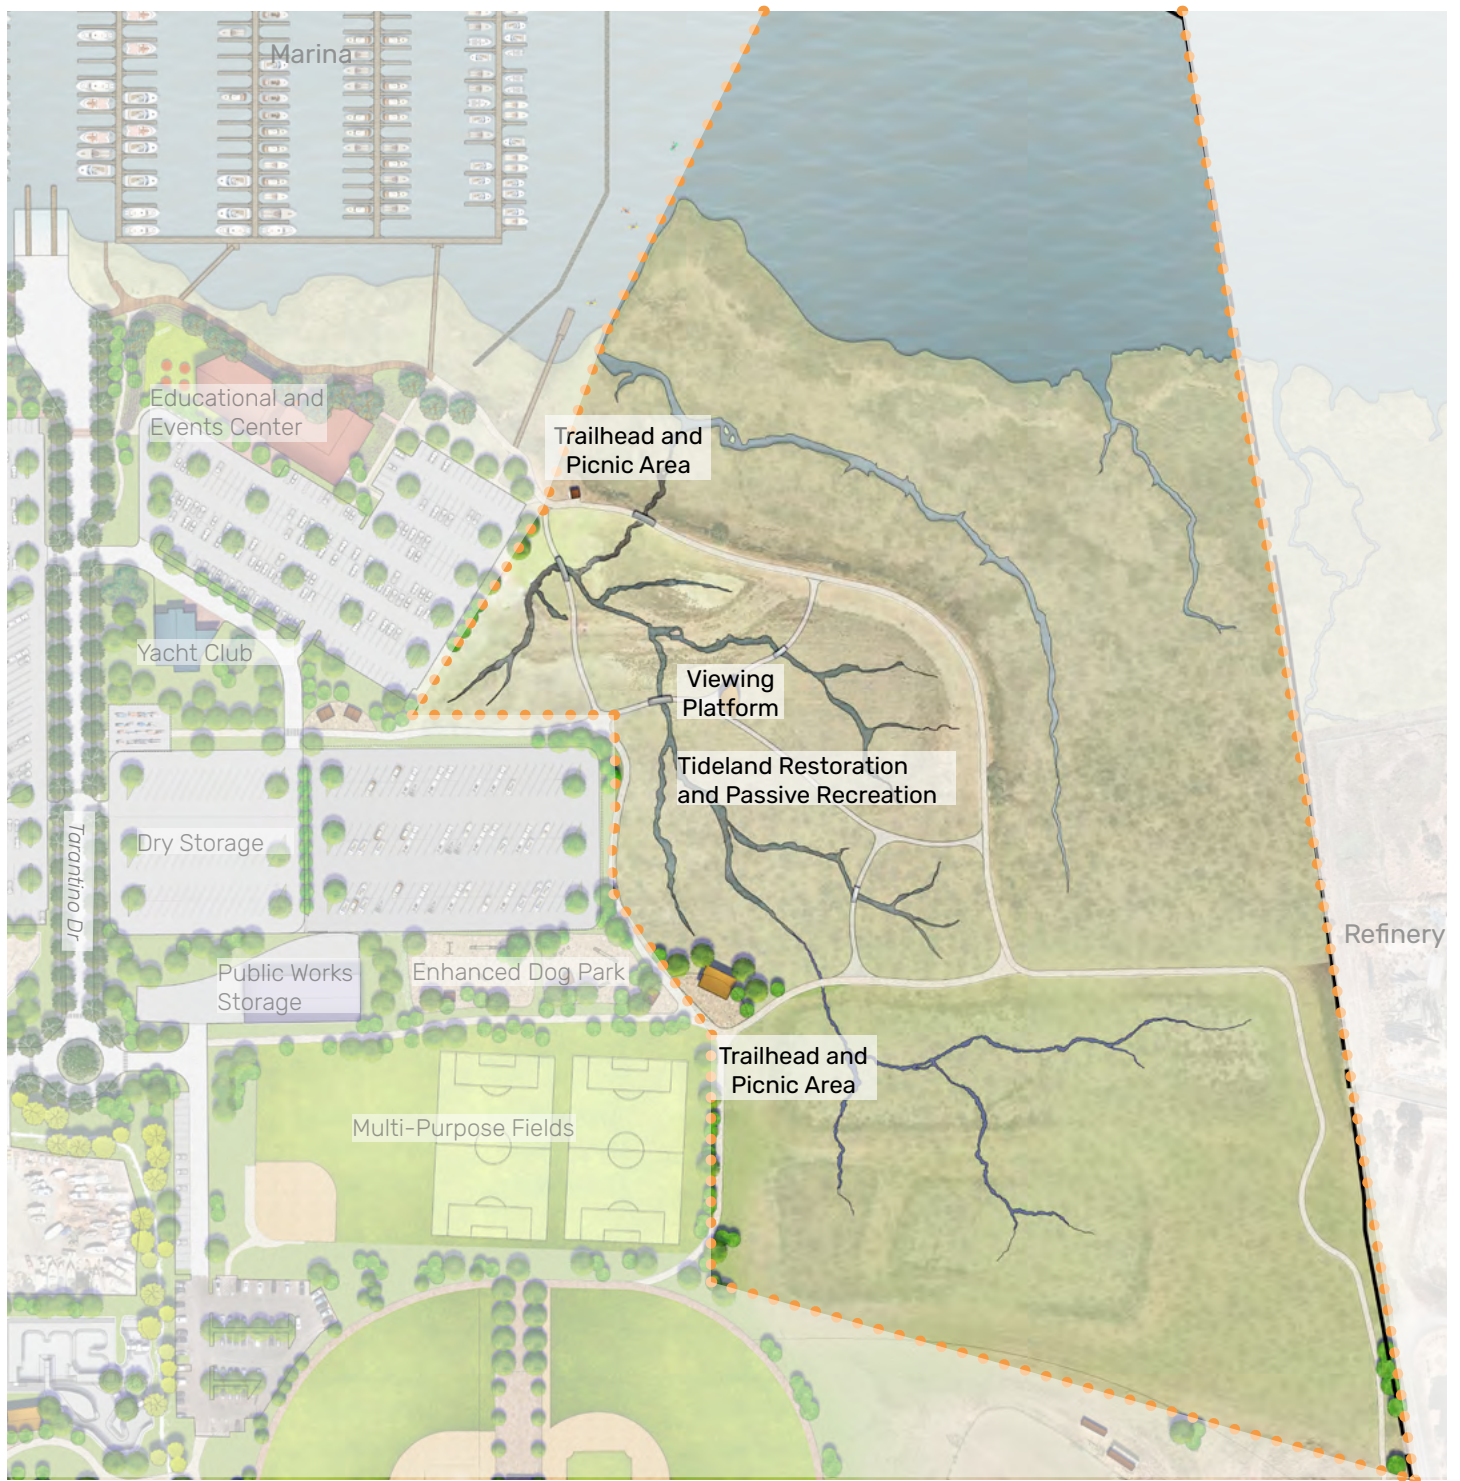 Marina
Educational and
Events Center
Trailhead and
Picnic Area
Yacht Club
Viewing
Platform
Tideland Restoration
and Passive Recreation
Dry Storage
Tarantino Dr
Refinery
Public Works
Storage
Enhanced Dog Park
Trailhead and
Picnic Area
Multi-Purpose Fields